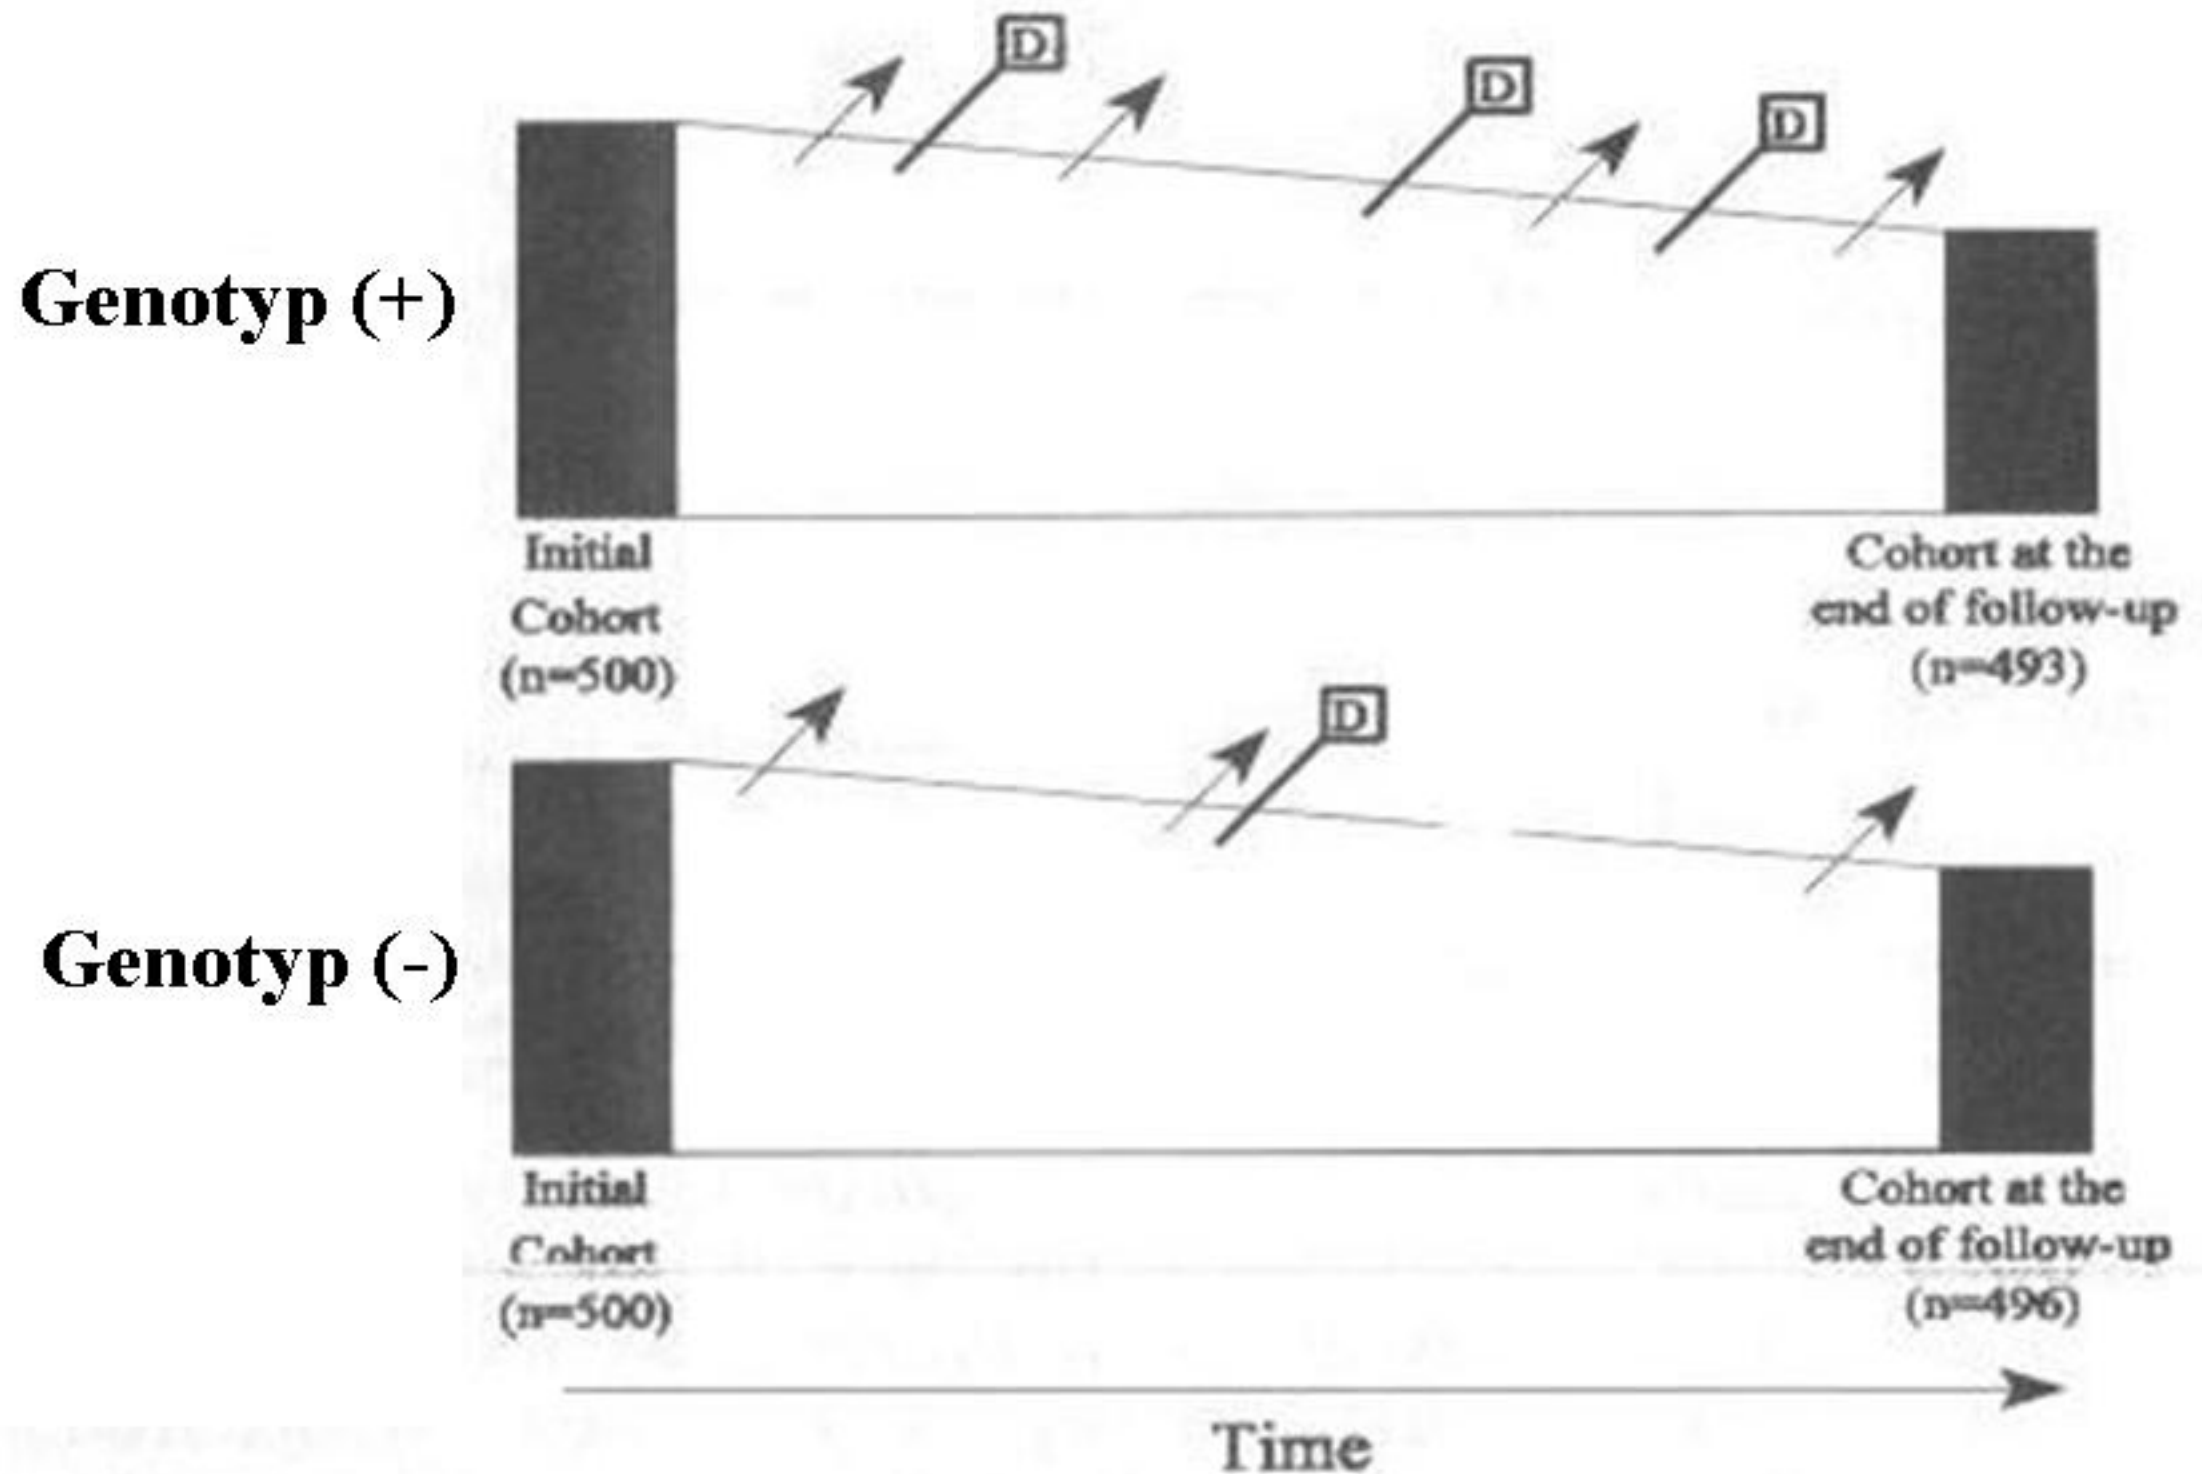 D
D
D
Genotyp (+)
Initial
Cohort
(n=500)
Cohort at the
end of follow-up
(n=493)
D
Genotyp (-)
Initial
Cohort
(n=500)
Cohort at the
end of follow-up
(n=496)
Time